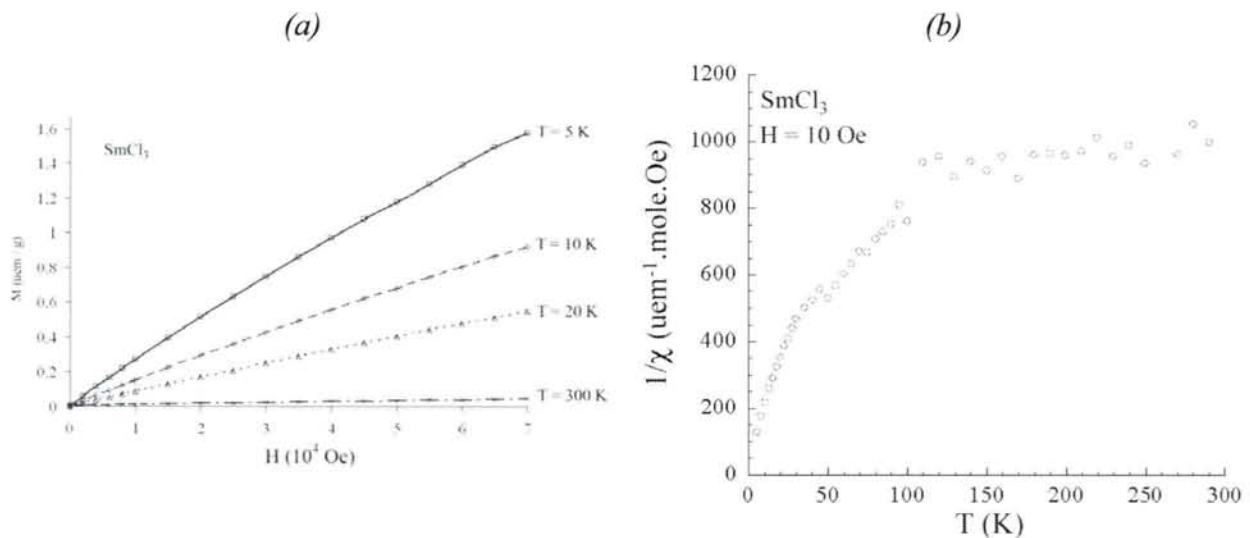 (a)
1.6
1.4
1.2
1
0.8
0.6
0.4
0.2
0
M (uem / g)
SmCl₃
T = 5 K
T = 10 K
T = 20 K
T = 300 K
0 1 2 3 4 5 6 7
H (10⁴ Oe)
(b)
1200
1000
800
600
400
200
0
1/χ (uem⁻¹.mole.Oe)
SmCl₃
H = 10 Oe
0 50 100 150 200 250 300
T (K)